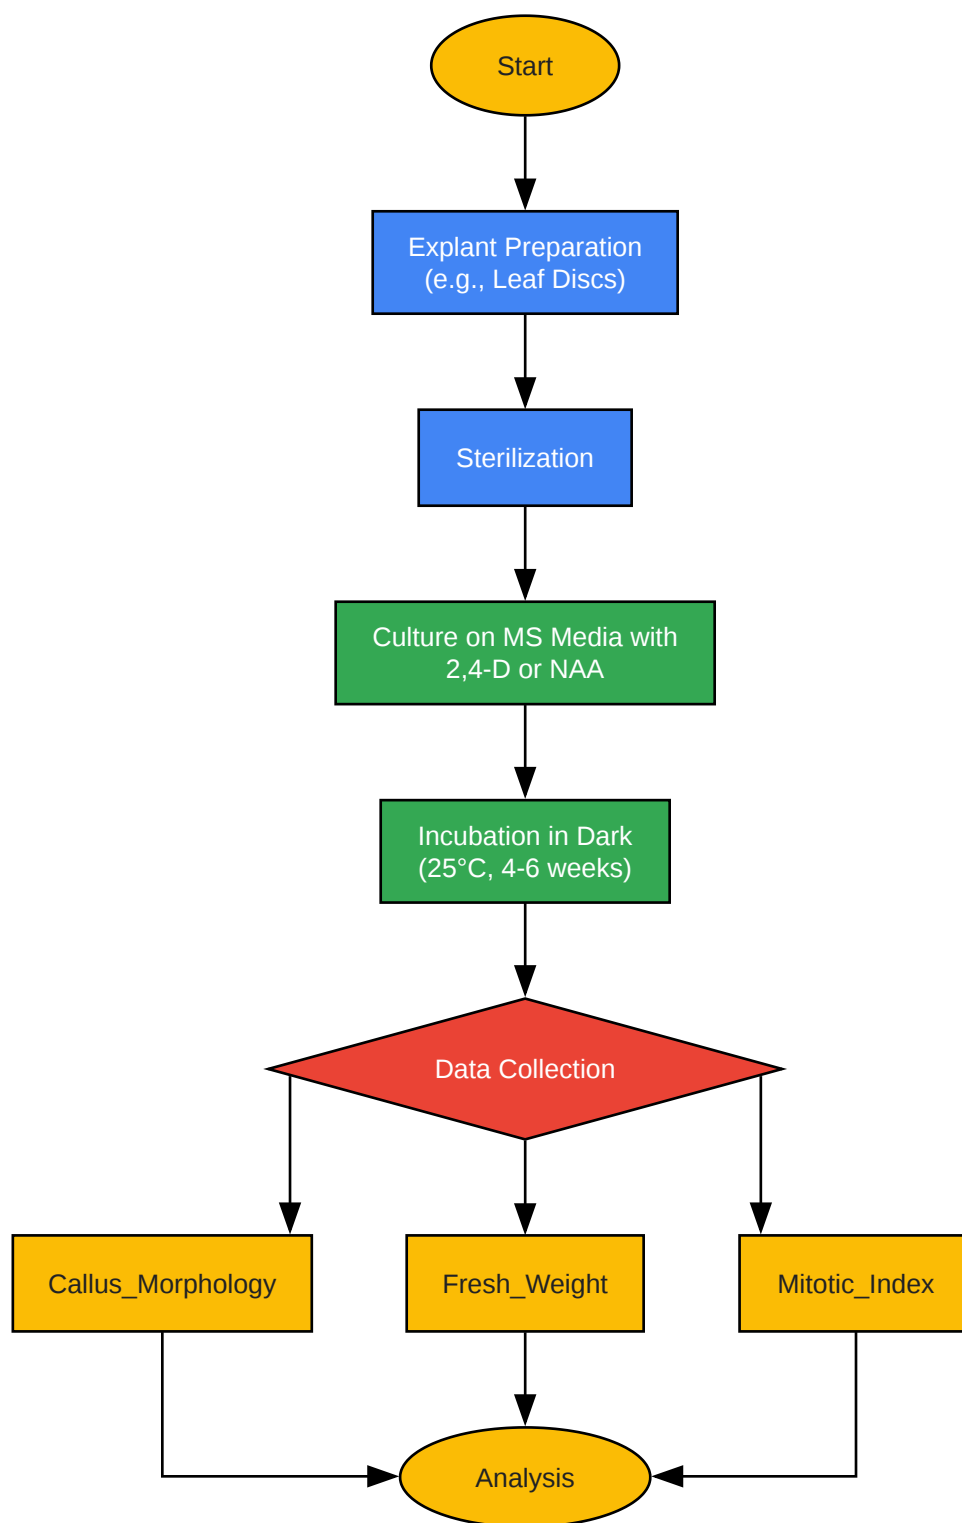 Start
Explant Preparation
(e.g., Leaf Discs)
Sterilization
Culture on MS Media with
2,4-D or NAA
Incubation in Dark
(25°C, 4-6 weeks)
Data Collection
Callus_Morphology
Fresh_Weight
Mitotic_Index
Analysis